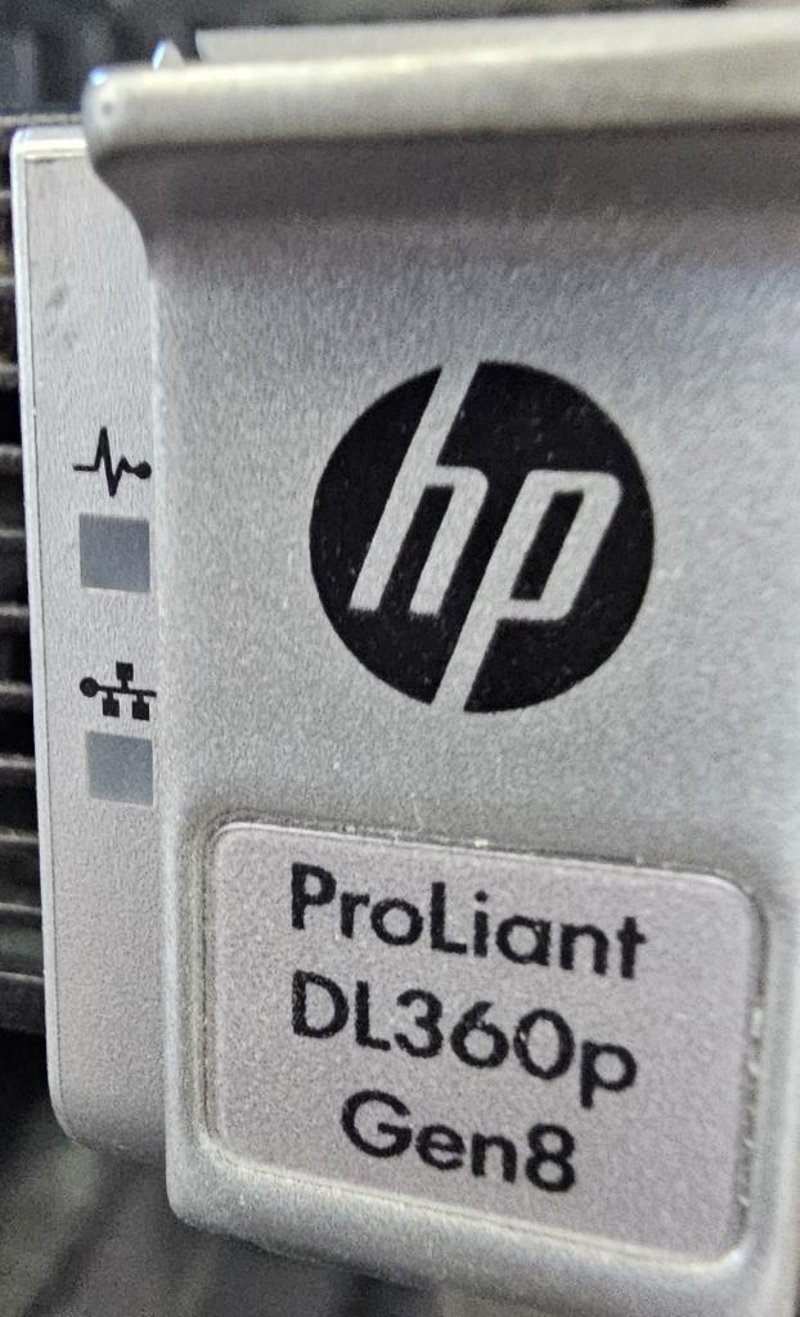 hp
ProLiant
DL360p
Gen8